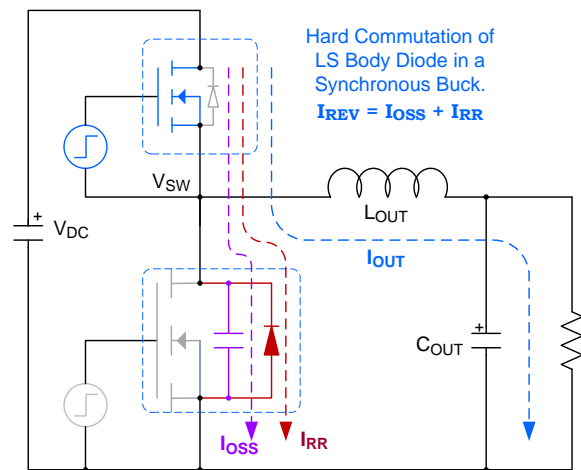 Hard Commutation of
LS Body Diode in a
Synchronous Buck.
IREV = IOSS + IRR
VSW
LOUT
+
VDC
IOUT
+
COUT
IOSS
IRR